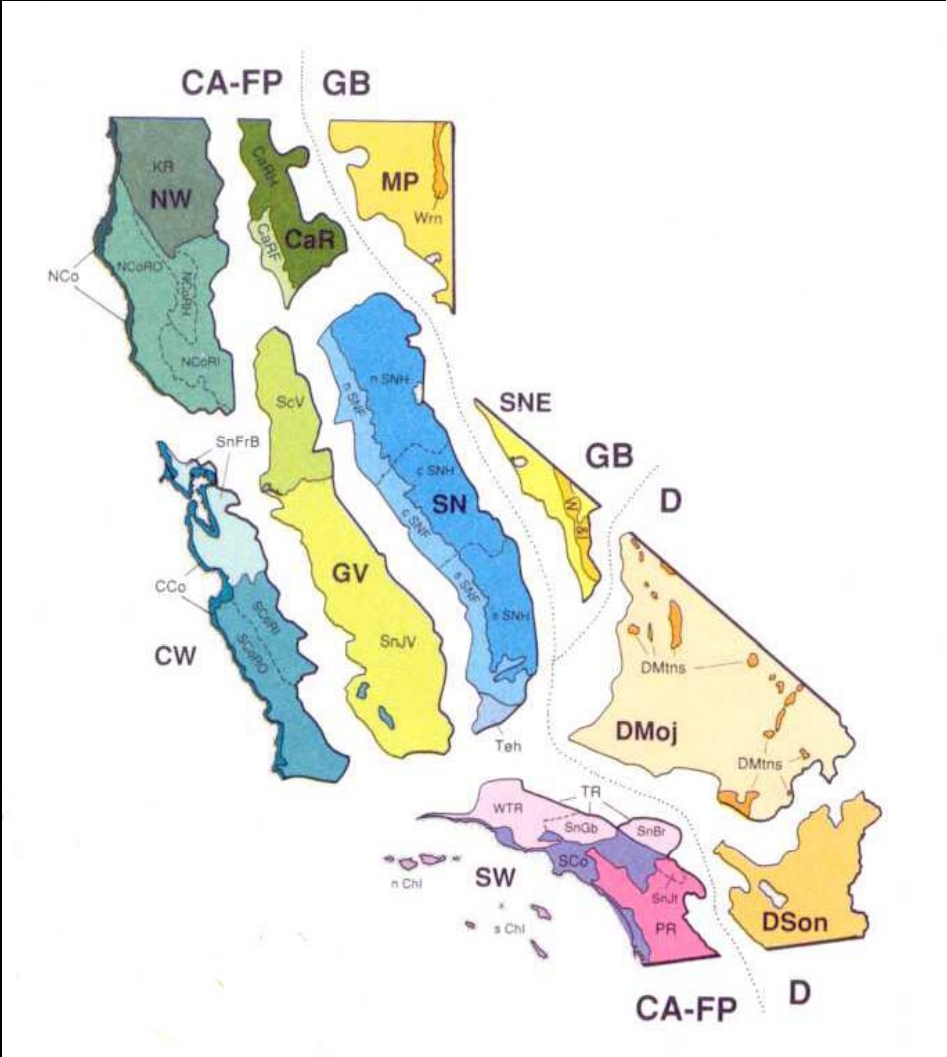 CA-FP
GB
KR
NW
CaRH
CaRF
CaR
MP
Wrn
NCo
NCoRO
NCoRH
NCoRI
ScV
n SNH
n SNF
SNE
GB
D
SnFrB
c SNH
SN
c SNF
W&I
CCo
GV
s SNF
s SNH
SCoRI
SCoRO
CW
SnJV
DMtns
DMoj
Teh
DMtns
WTR
TR
SnGb
SnBr
n ChI
SW
SCo
SnJt
s ChI
PR
DSon
CA-FP
D